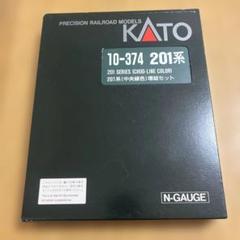 PRECISION RAILROAD MODELS
KATO
10-374 201系
201 SERIES (CHUO-LINE COLOR)
201系(中央線色)増結セット
N-GAUGE